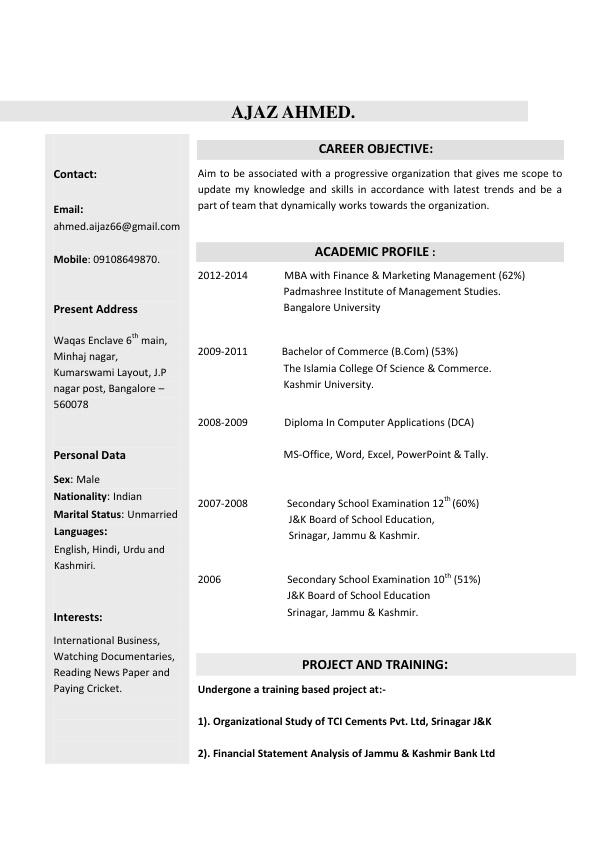 AJAZ AHMED.
Contact:
Email:
ahmed.aijaz66@gmail.com
Mobile: 09108649870.
Present Address
Waqas Enclave 6th main,
Minhaj nagar,
Kumarswami Layout, J.P
nagar post, Bangalore –
560078
Personal Data
Sex: Male
Nationality: Indian
Marital Status: Unmarried
Languages:
English, Hindi, Urdu and
Kashmiri.
Interests:
International Business,
Watching Documentaries,
Reading News Paper and
Paying Cricket.
CAREER OBJECTIVE:
Aim to be associated with a progressive organization that gives me scope to
update my knowledge and skills in accordance with latest trends and be a
part of team that dynamically works towards the organization.
ACADEMIC PROFILE :
2012-2014 MBA with Finance & Marketing Management (62%)
Padmashree Institute of Management Studies.
Bangalore University
2009-2011 Bachelor of Commerce (B.Com) (53%)
The Islamia College Of Science & Commerce.
Kashmir University.
2008-2009 Diploma In Computer Applications (DCA)
MS-Office, Word, Excel, PowerPoint & Tally.
2007-2008 Secondary School Examination 12th (60%)
J&K Board of School Education,
Srinagar, Jammu & Kashmir.
2006 Secondary School Examination 10th (51%)
J&K Board of School Education
Srinagar, Jammu & Kashmir.
PROJECT AND TRAINING:
Undergone a training based project at:-
1). Organizational Study of TCI Cements Pvt. Ltd, Srinagar J&K
2). Financial Statement Analysis of Jammu & Kashmir Bank Ltd